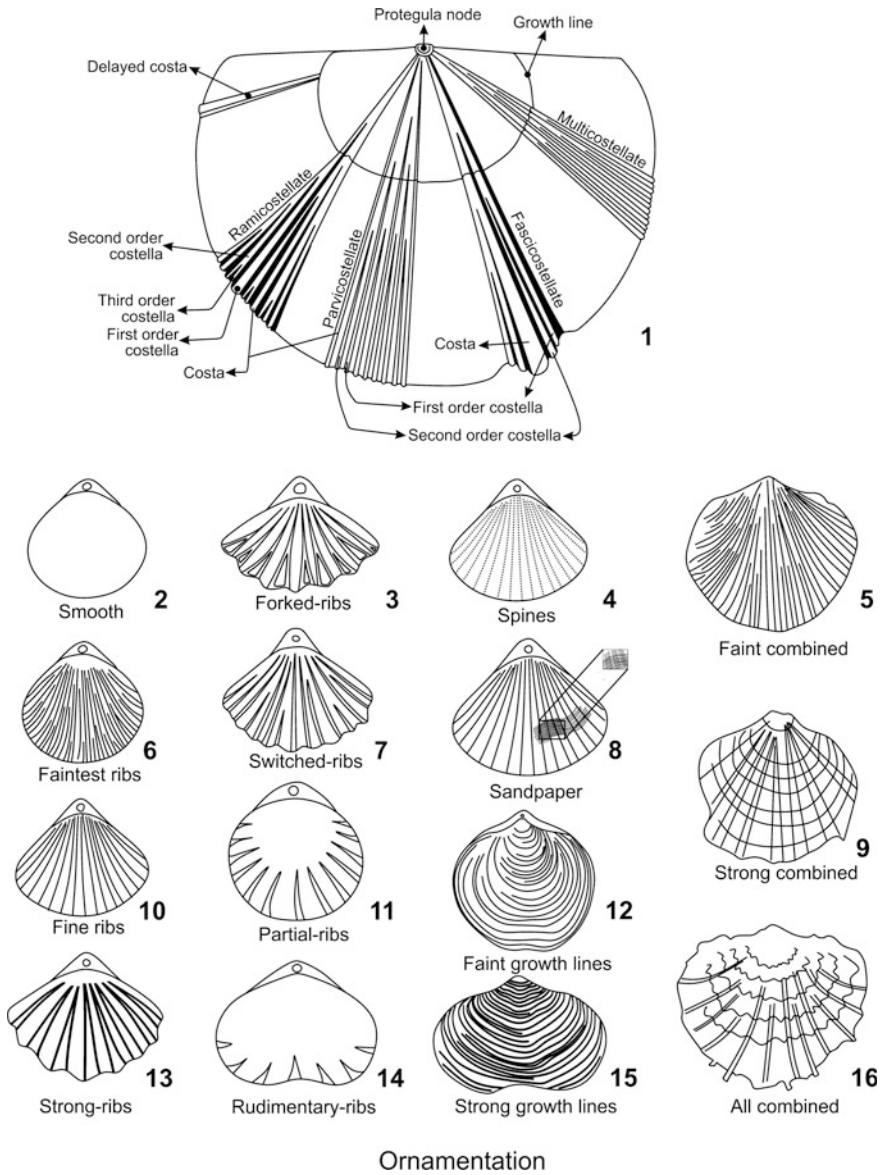 Protegula node
Growth line
Delayed costa
Multicostellate
Ramicostellate
Parvicostellate
Fascicostellate
Second order
costella
Third order
costella
First order
costella
Costa
Costa
1
First order costella
Second order costella
Smooth
2
Forked-ribs
3
Spines
4
Faint combined
5
Faintest ribs
6
Switched-ribs
7
Sandpaper
8
Strong combined
9
Fine ribs
10
Partial-ribs
11
Faint growth lines
12
Strong-ribs
13
Rudimentary-ribs
14
Strong growth lines
15
All combined
16
Ornamentation